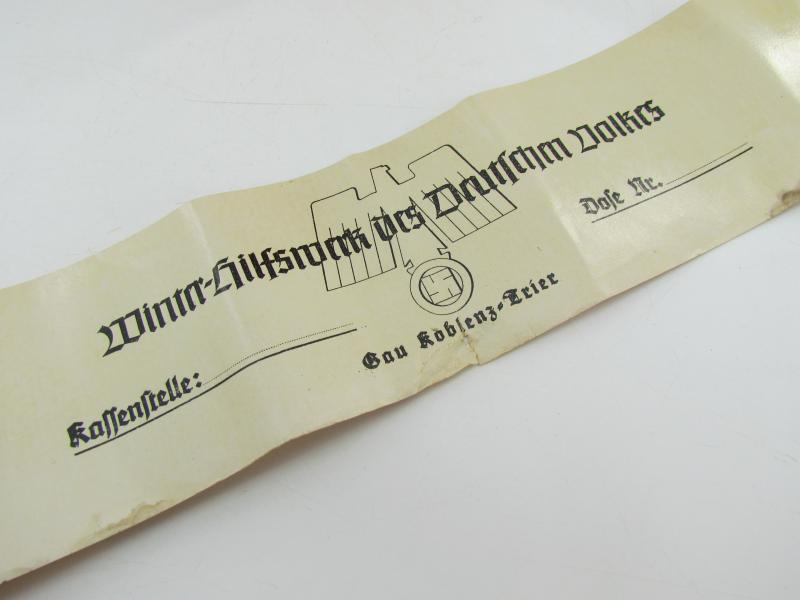 Winter-Hilfswerk des Deutschen Volkes
Dose Nr.
Gau Koblenz-Trier
Kassenstelle: